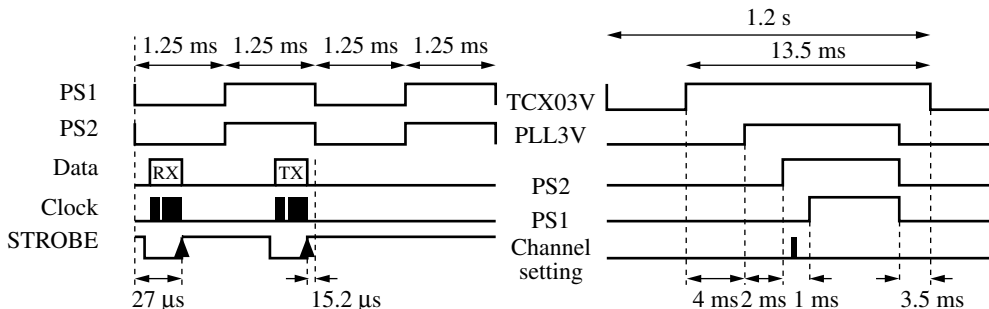 1.25 ms 1.25 ms 1.25 ms 1.25 ms
PS1
PS2
Data RX TX
Clock
STROBE
27 µs 15.2 µs
1.2 s
13.5 ms
TCX03V
PLL3V
PS2
PS1
Channel
setting
4 ms 2 ms 1 ms 3.5 ms